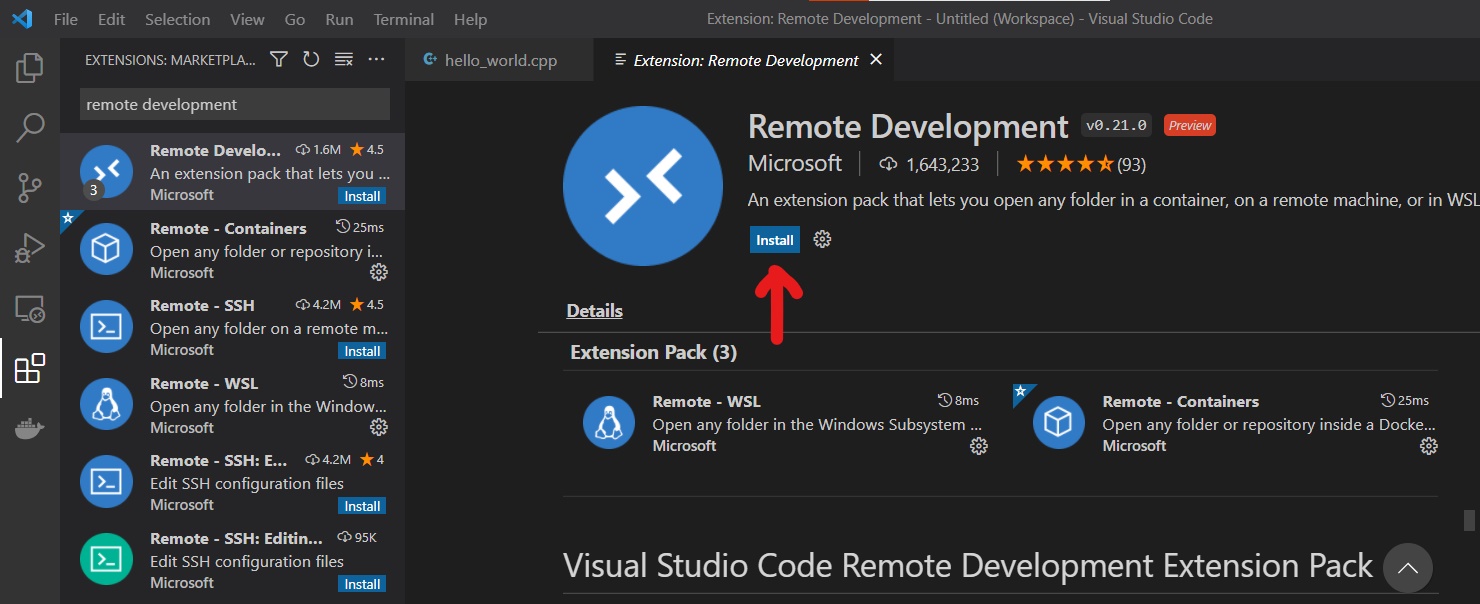 File Edit Selection View Go Run Terminal Help
Extension: Remote Development - Untitled (Workspace) - Visual Studio Code
EXTENSIONS: MARKETPLA...
remote development
Remote Develo... 1.6M 4.5
An extension pack that lets you ...
3
Microsoft Install
Remote - Containers 25ms
Open any folder or repository i...
Microsoft
Remote - SSH 4.2M 4.5
Open any folder on a remote m...
Microsoft Install
Remote - WSL 8ms
Open any folder in the Window...
Microsoft
Remote - SSH: E... 4.2M 4
Edit SSH configuration files
Microsoft Install
Remote - SSH: Editin... 95K
Edit SSH configuration files
Microsoft Install
hello_world.cpp
Extension: Remote Development
Remote Development v0.21.0 Preview
Microsoft 1,643,233 (93)
An extension pack that lets you open any folder in a container, on a remote machine, or in WSL
Install
Details
Extension Pack (3)
Remote - WSL 8ms
Open any folder in the Windows Subsystem ...
Microsoft
Remote - Containers 25ms
Open any folder or repository inside a Docke...
Microsoft
Visual Studio Code Remote Development Extension Pack